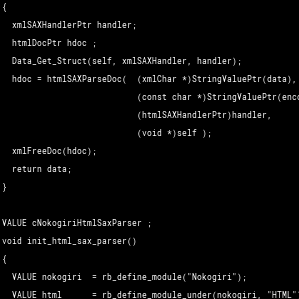 {
xmlSAXHandlerPtr handler;
htmlDocPtr hdoc ;
Data_Get_Struct(self, xmlSAXHandler, handler);
hdoc = htmlSAXParseDoc(  (xmlChar *)StringValuePtr(data),
(const char *)StringValuePtr(enco
(htmlSAXHandlerPtr)handler,
(void *)self );
xmlFreeDoc(hdoc);
return data;
}
VALUE cNokogiriHtmlSaxParser ;
void init_html_sax_parser()
{
VALUE nokogiri  = rb_define_module("Nokogiri");
VALUE html      = rb_define_module_under(nokogiri, "HTML"